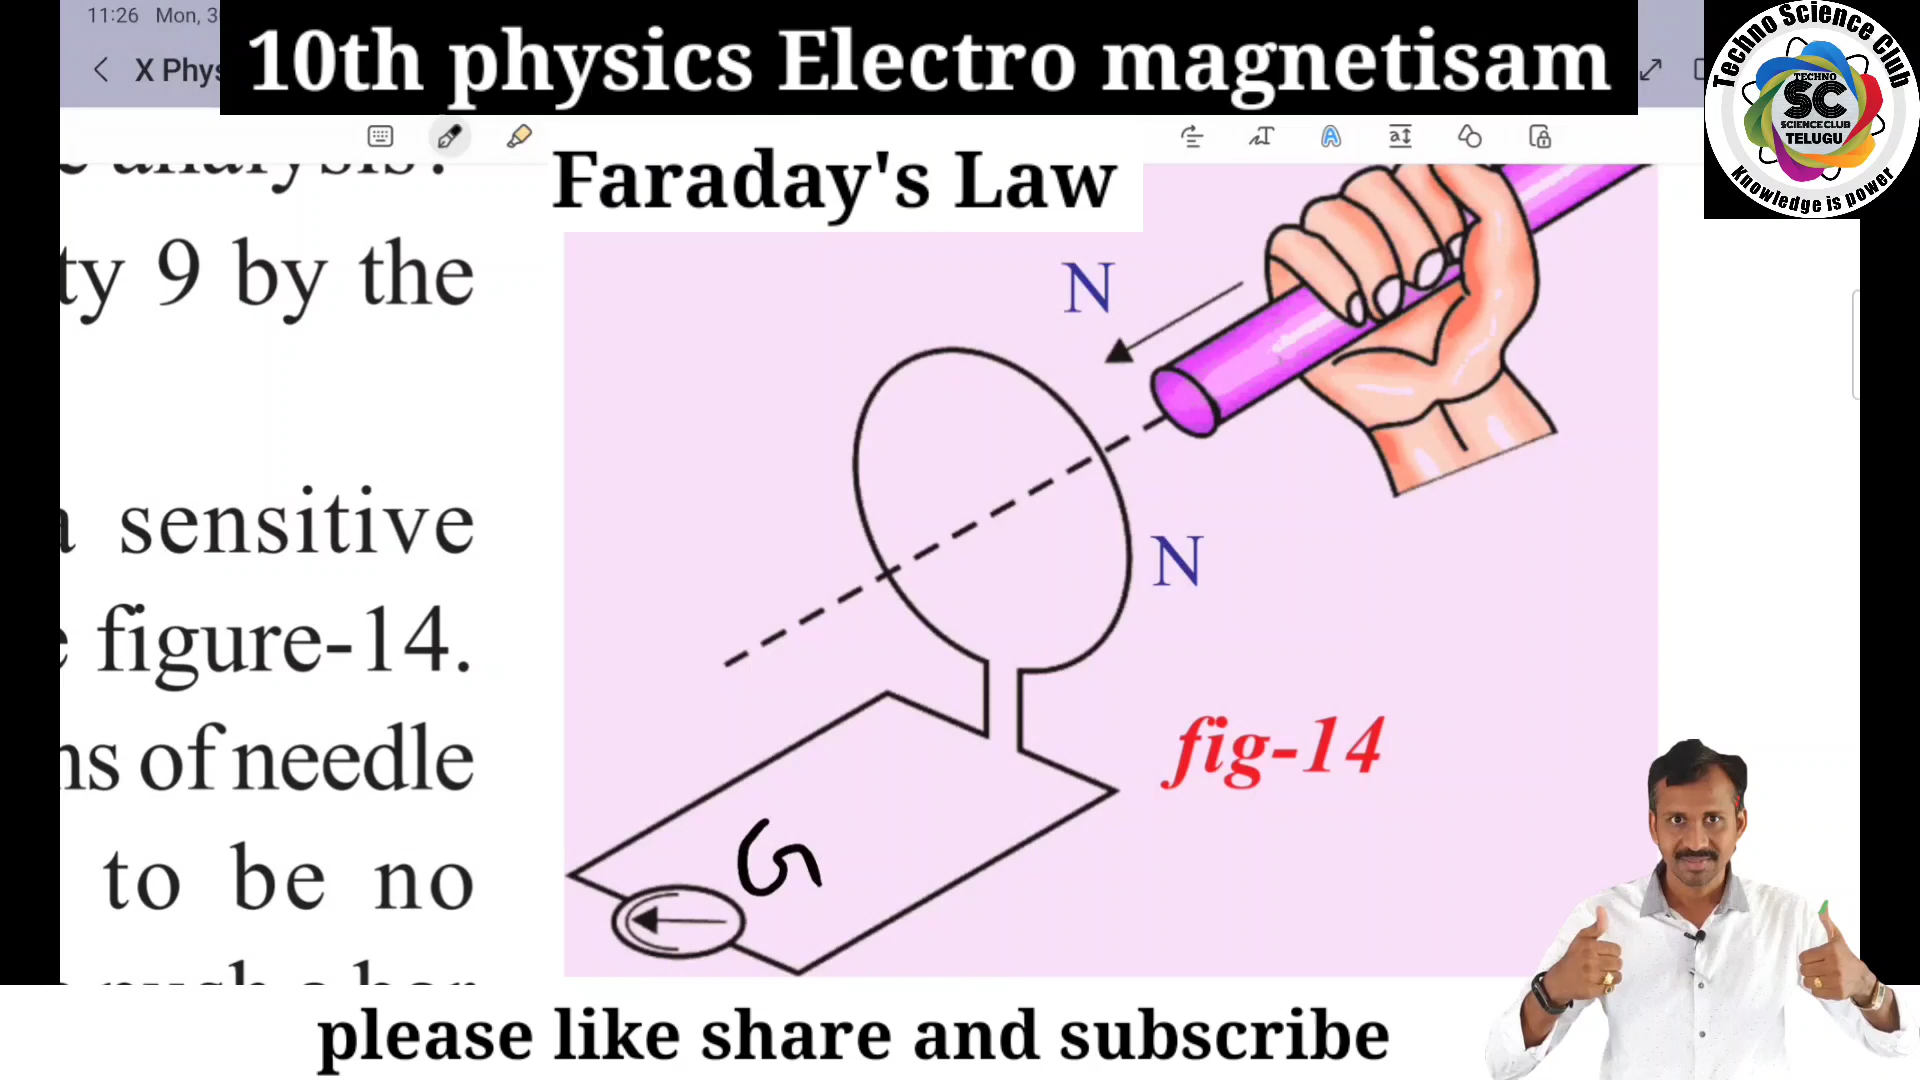 11:26 Mon, 3
X Phys
10th physics Electro magnetisam
Techno Science Club
TECHNO
SC
SCIENCE CLUB
TELUGU
Knowledge is power
Faraday's Law
e analysis?
ty 9 by the
a sensitive
figure-14.
ns of needle
to be no
N
N
fig-14
G
please like share and subscribe